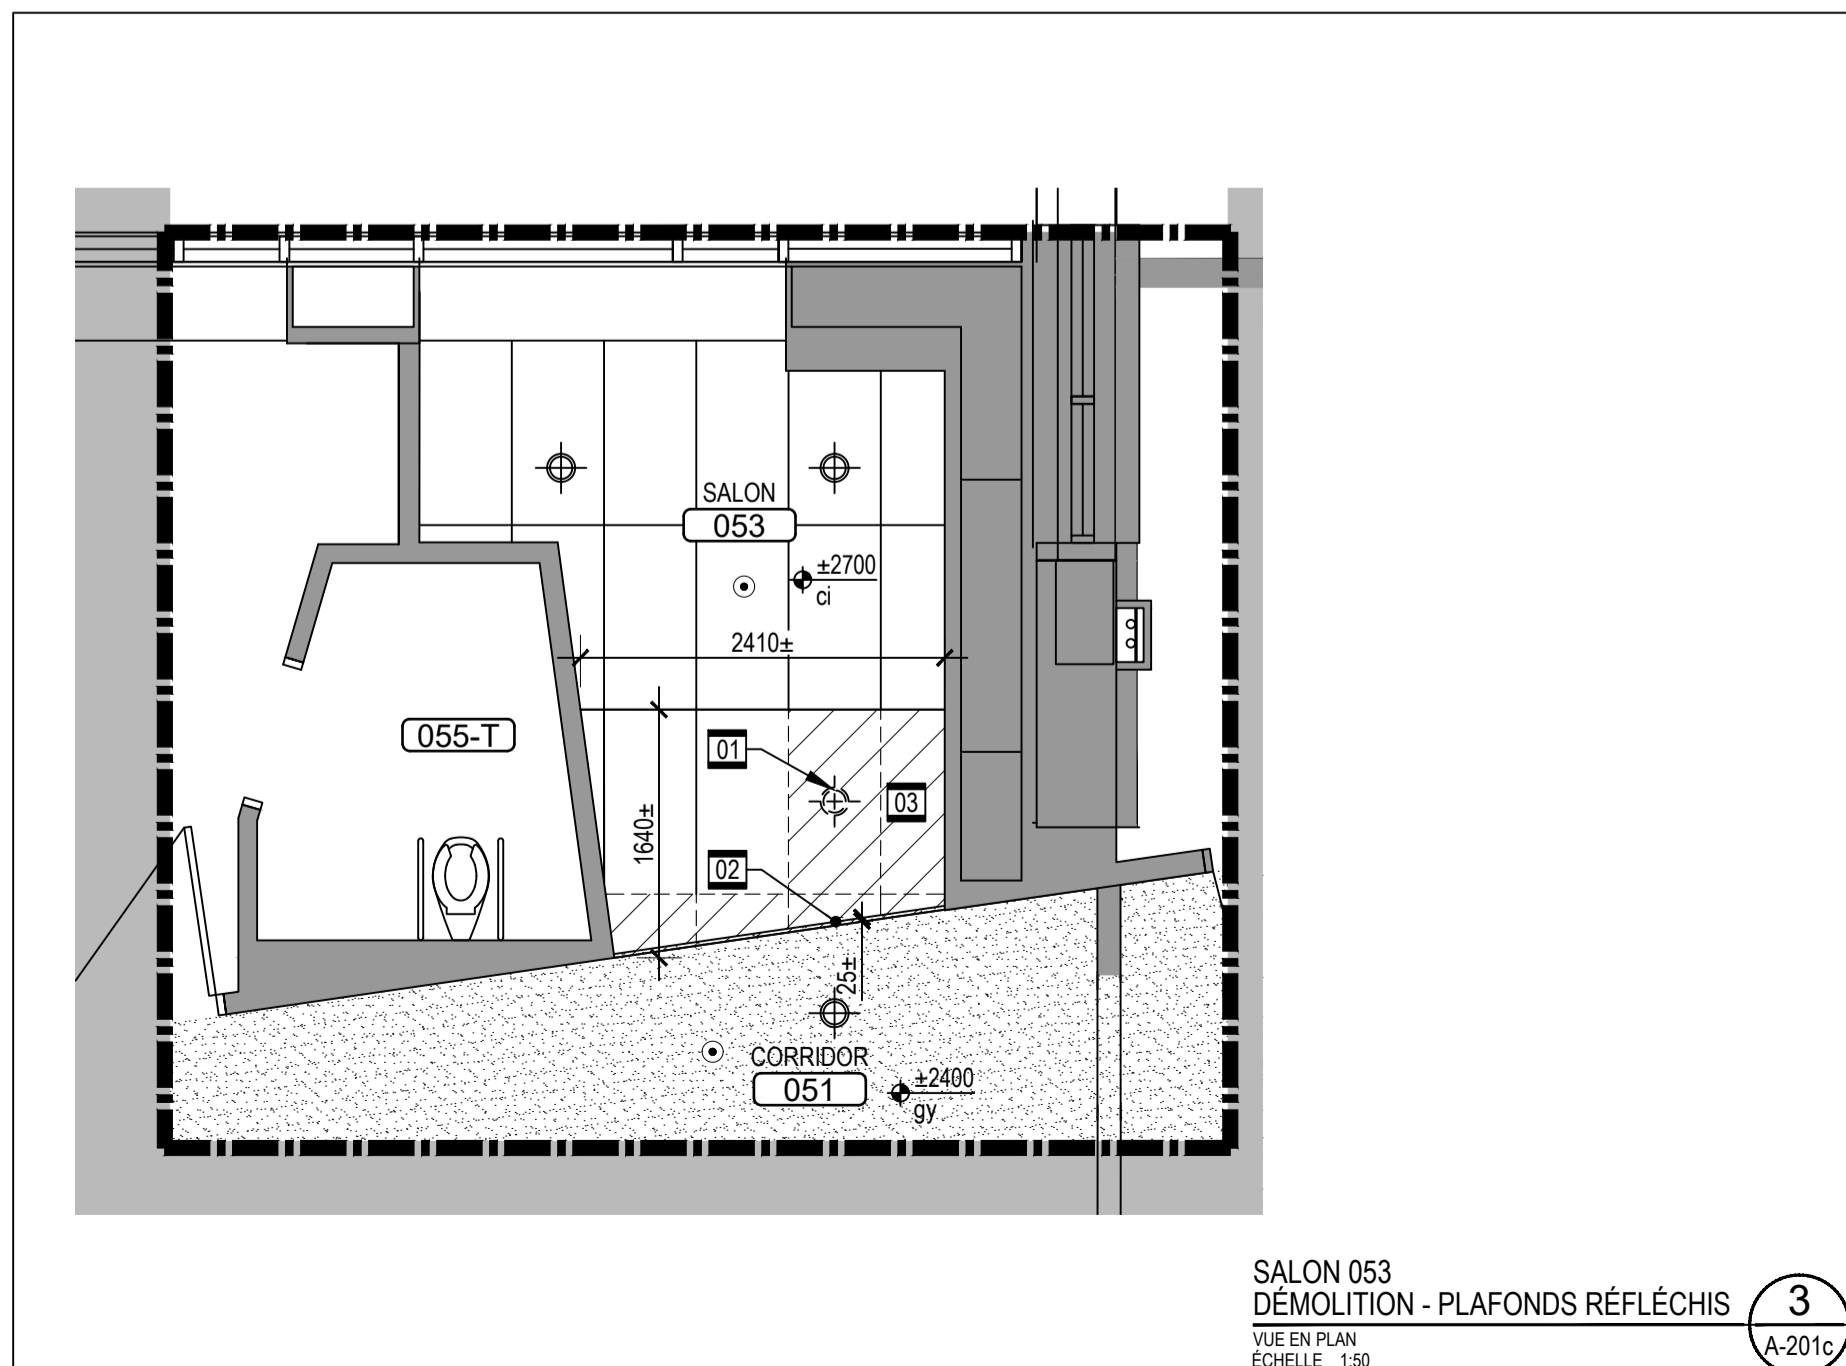 SALON
053
±2700
ci
2410±
055-T
01
03
1640±
02
25±
CORRIDOR
051
±2400
gy
SALON 053
DÉMOLITION - PLAFONDS RÉFLÉCHIS
VUE EN PLAN
ÉCHELLE 1:50
3
A-201c